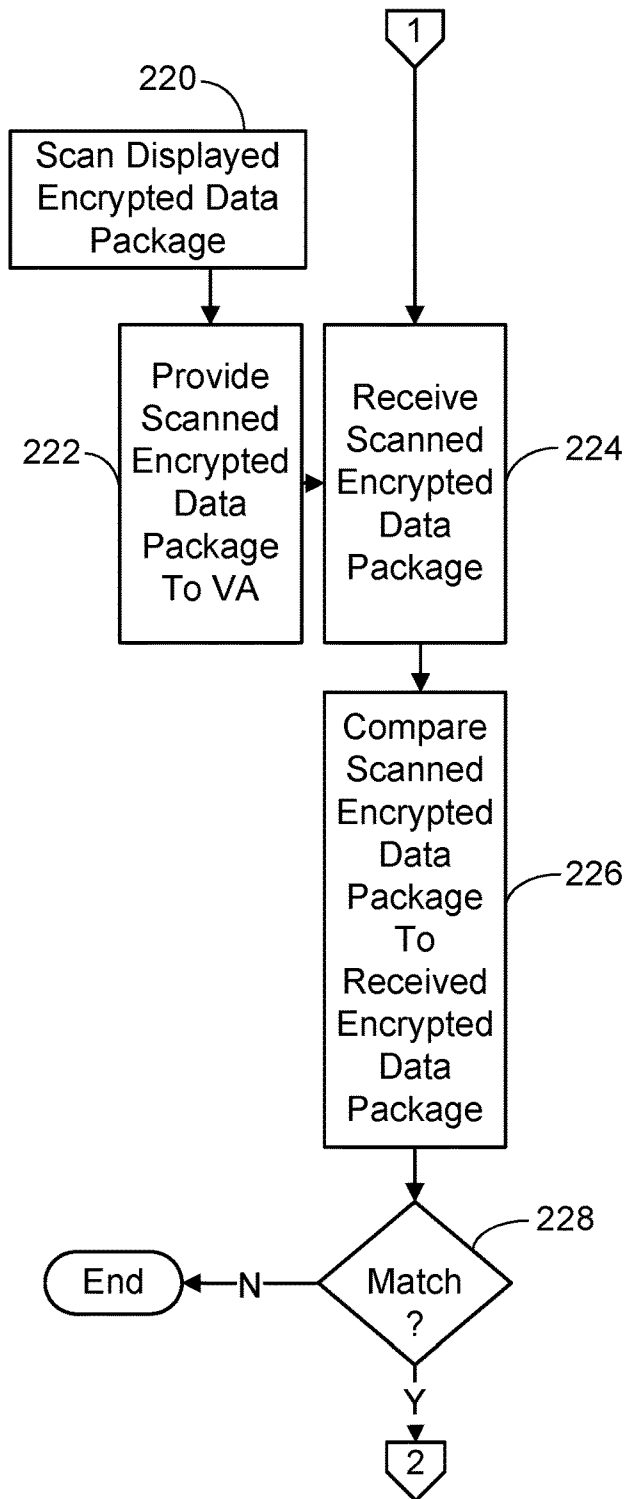 1
220
Scan Displayed
Encrypted Data
Package
222
Provide
Scanned
Encrypted
Data
Package
To VA
Receive
Scanned
Encrypted
Data
Package
224
Compare
Scanned
Encrypted
Data
Package
To
Received
Encrypted
Data
Package
226
228
Match
?
N
End
Y
2